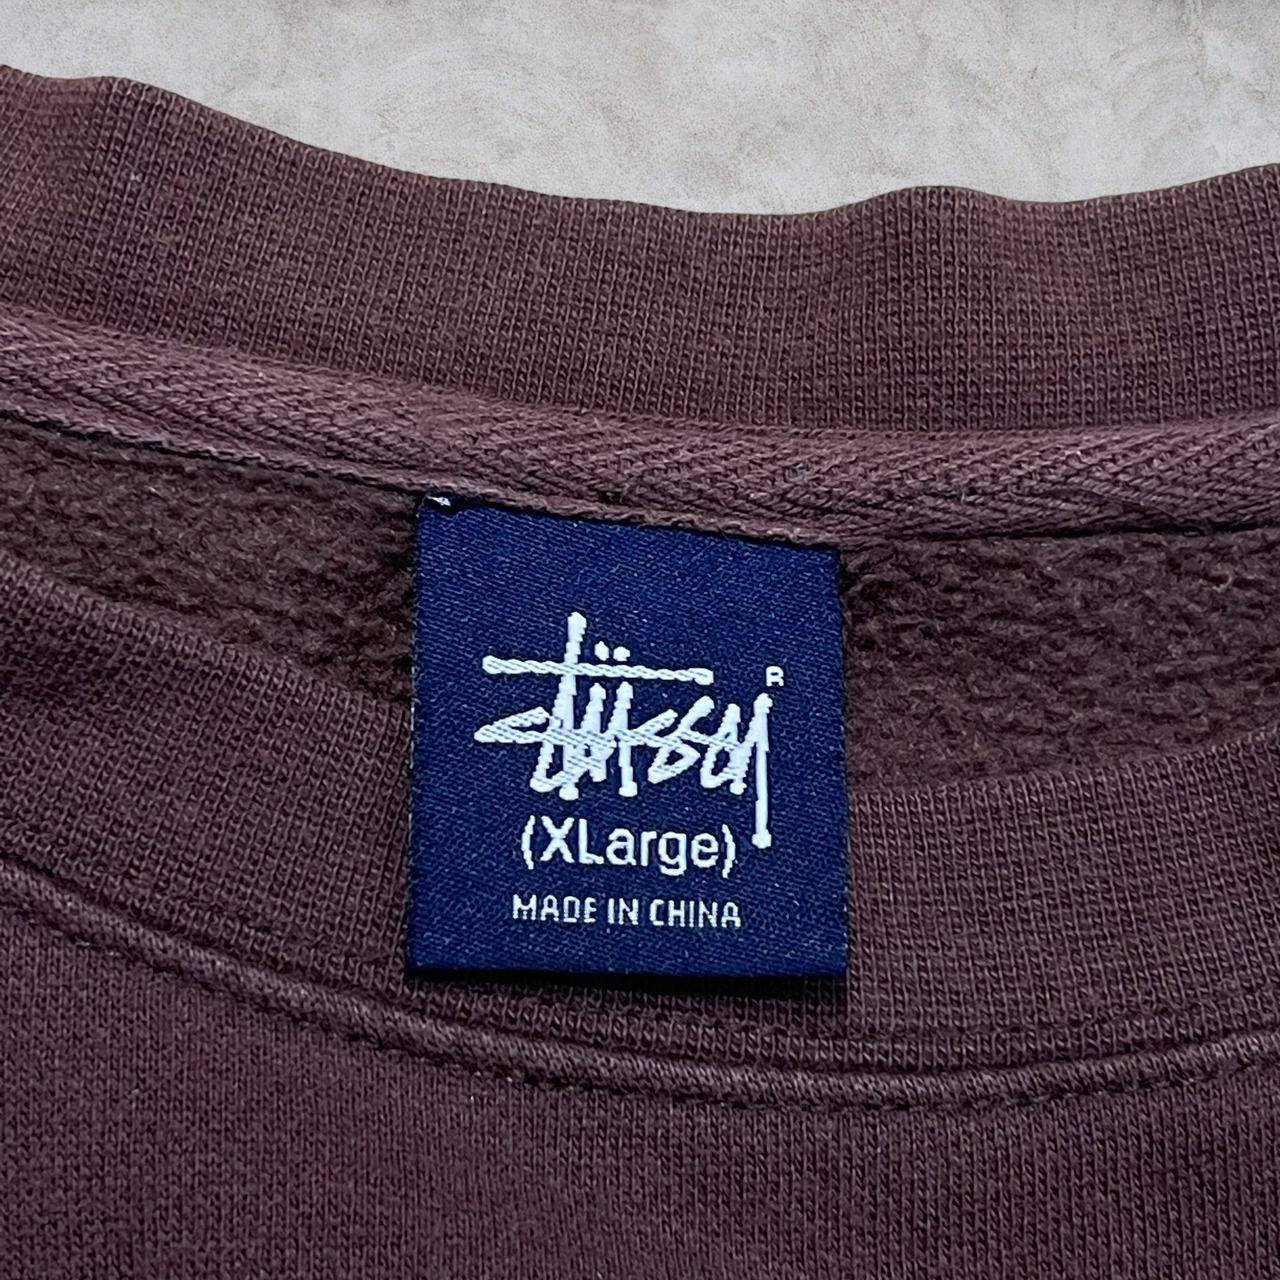 Stüssy
®
(XLarge)
MADE IN CHINA